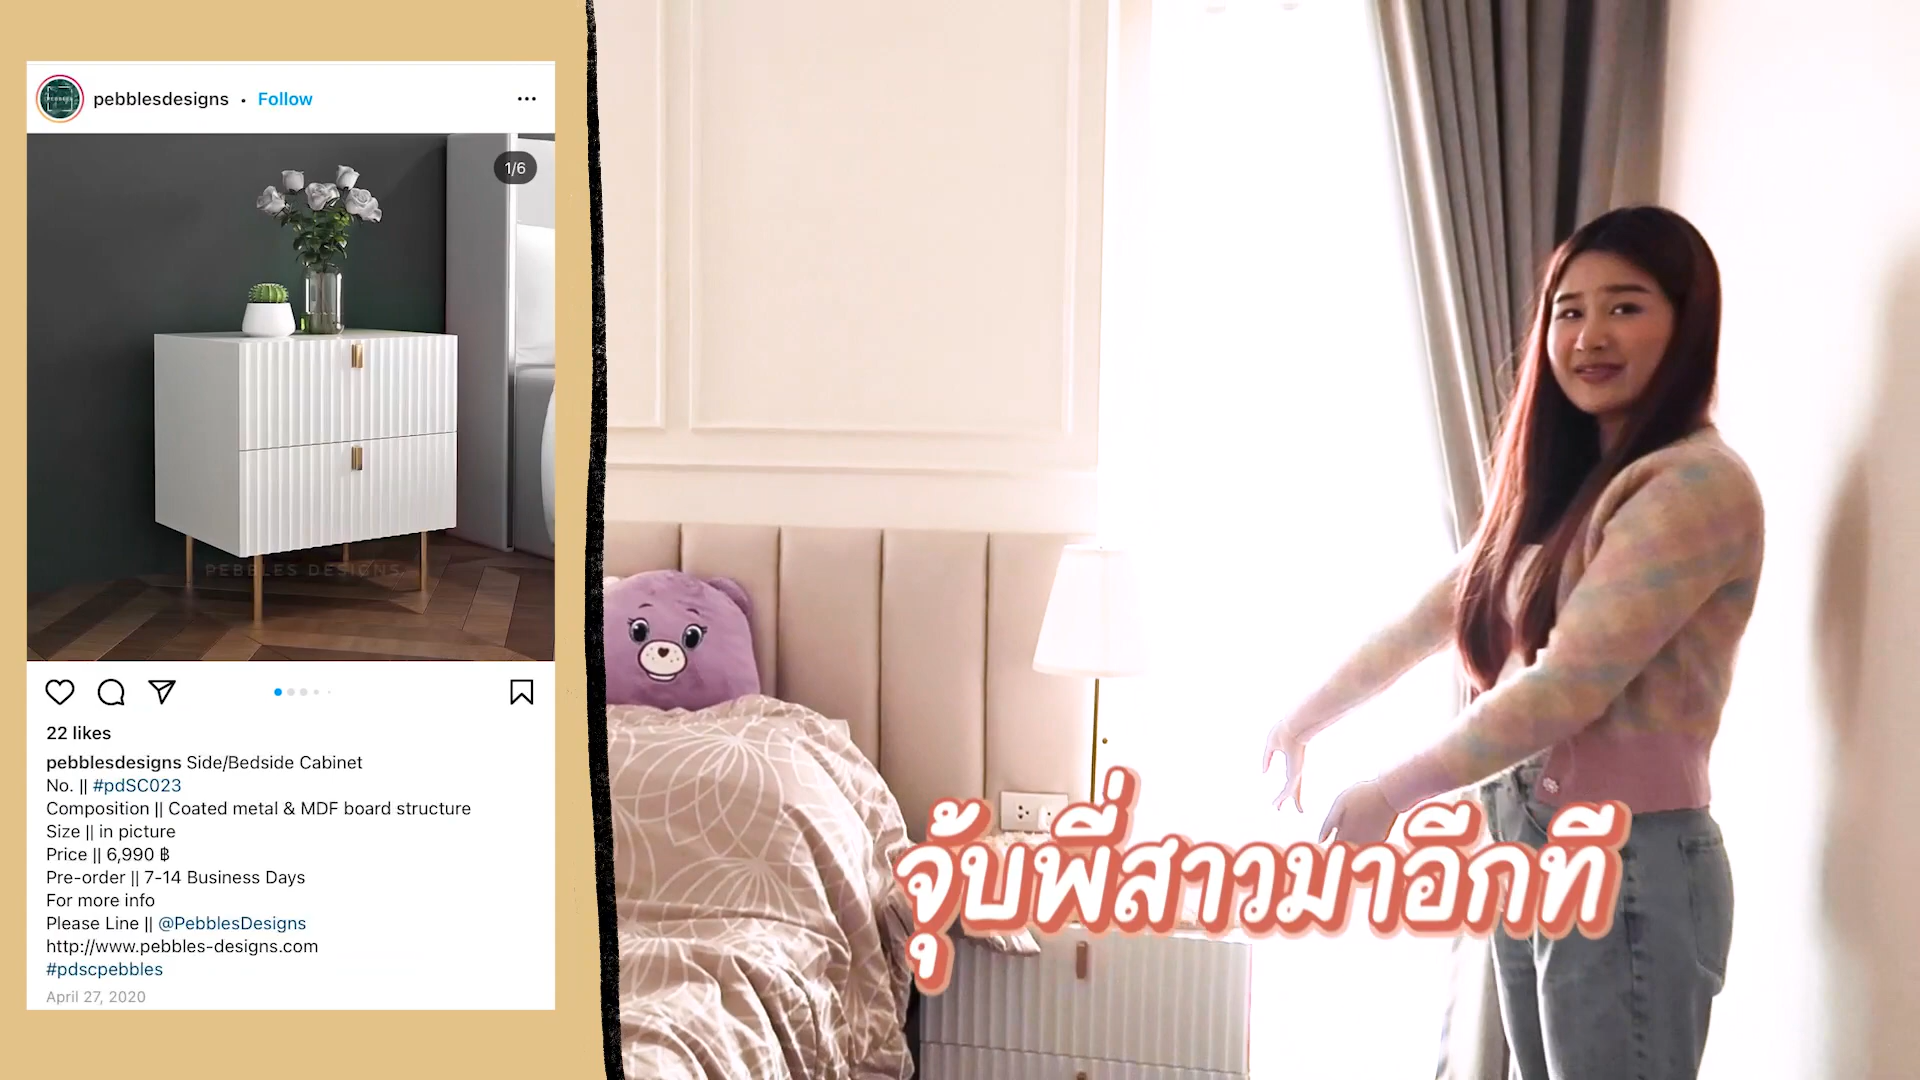 pebblesdesigns • Follow
1/6
PEBBLES DESIGNS
22 likes
pebblesdesigns Side/Bedside Cabinet
No. || #pdSC023
Composition || Coated metal & MDF board structure
Size || in picture
Price || 6,990 ฿
Pre-order || 7-14 Business Days
For more info
Please Line || @PebblesDesigns
http://www.pebbles-designs.com
#pdscpebbles
April 27, 2020
จุ้บพี่สาวมาอีกที